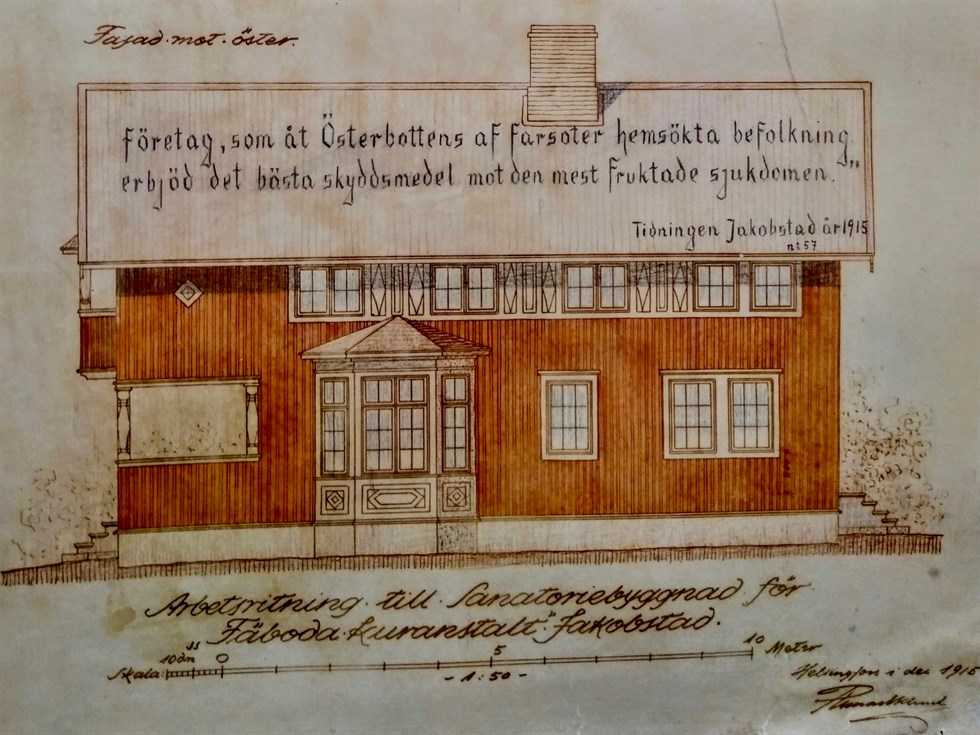 Fasad·mot·öster.
företag, som åt Österbottens af farsoter hemsökta befolkning
erbjöd det bästa skyddsmedel mot den mest fruktade sjukdomen."
Tidningen Jakobstad år 1915
n:o 57
Arbetsritning till Sanatoriebyggnad för
"Fäboda Kuranstalt" Jakobstad.
Skala: 10 dm 0 5 10 Meter
- 1:50 -
Helsingfors i dec 1915